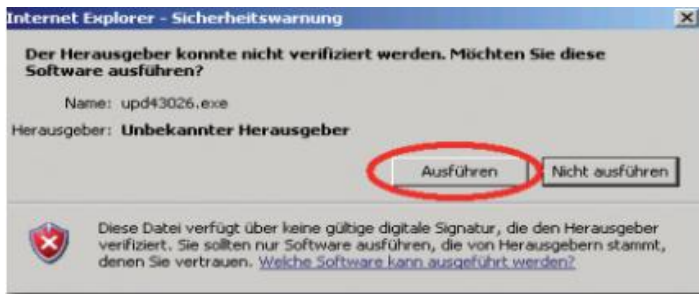 Internet Explorer - Sicherheitswarnung
Der Herausgeber konnte nicht verifiziert werden. Möchten Sie diese
Software ausführen?
Name: upd43026.exe
Herausgeber: Unbekannter Herausgeber
Ausführen Nicht ausführen
Diese Datei verfügt über keine gültige digitale Signatur, die den Herausgeber
verifiziert. Sie sollten nur Software ausführen, die von Herausgebern stammt,
denen Sie vertrauen. Welche Software kann ausgeführt werden?